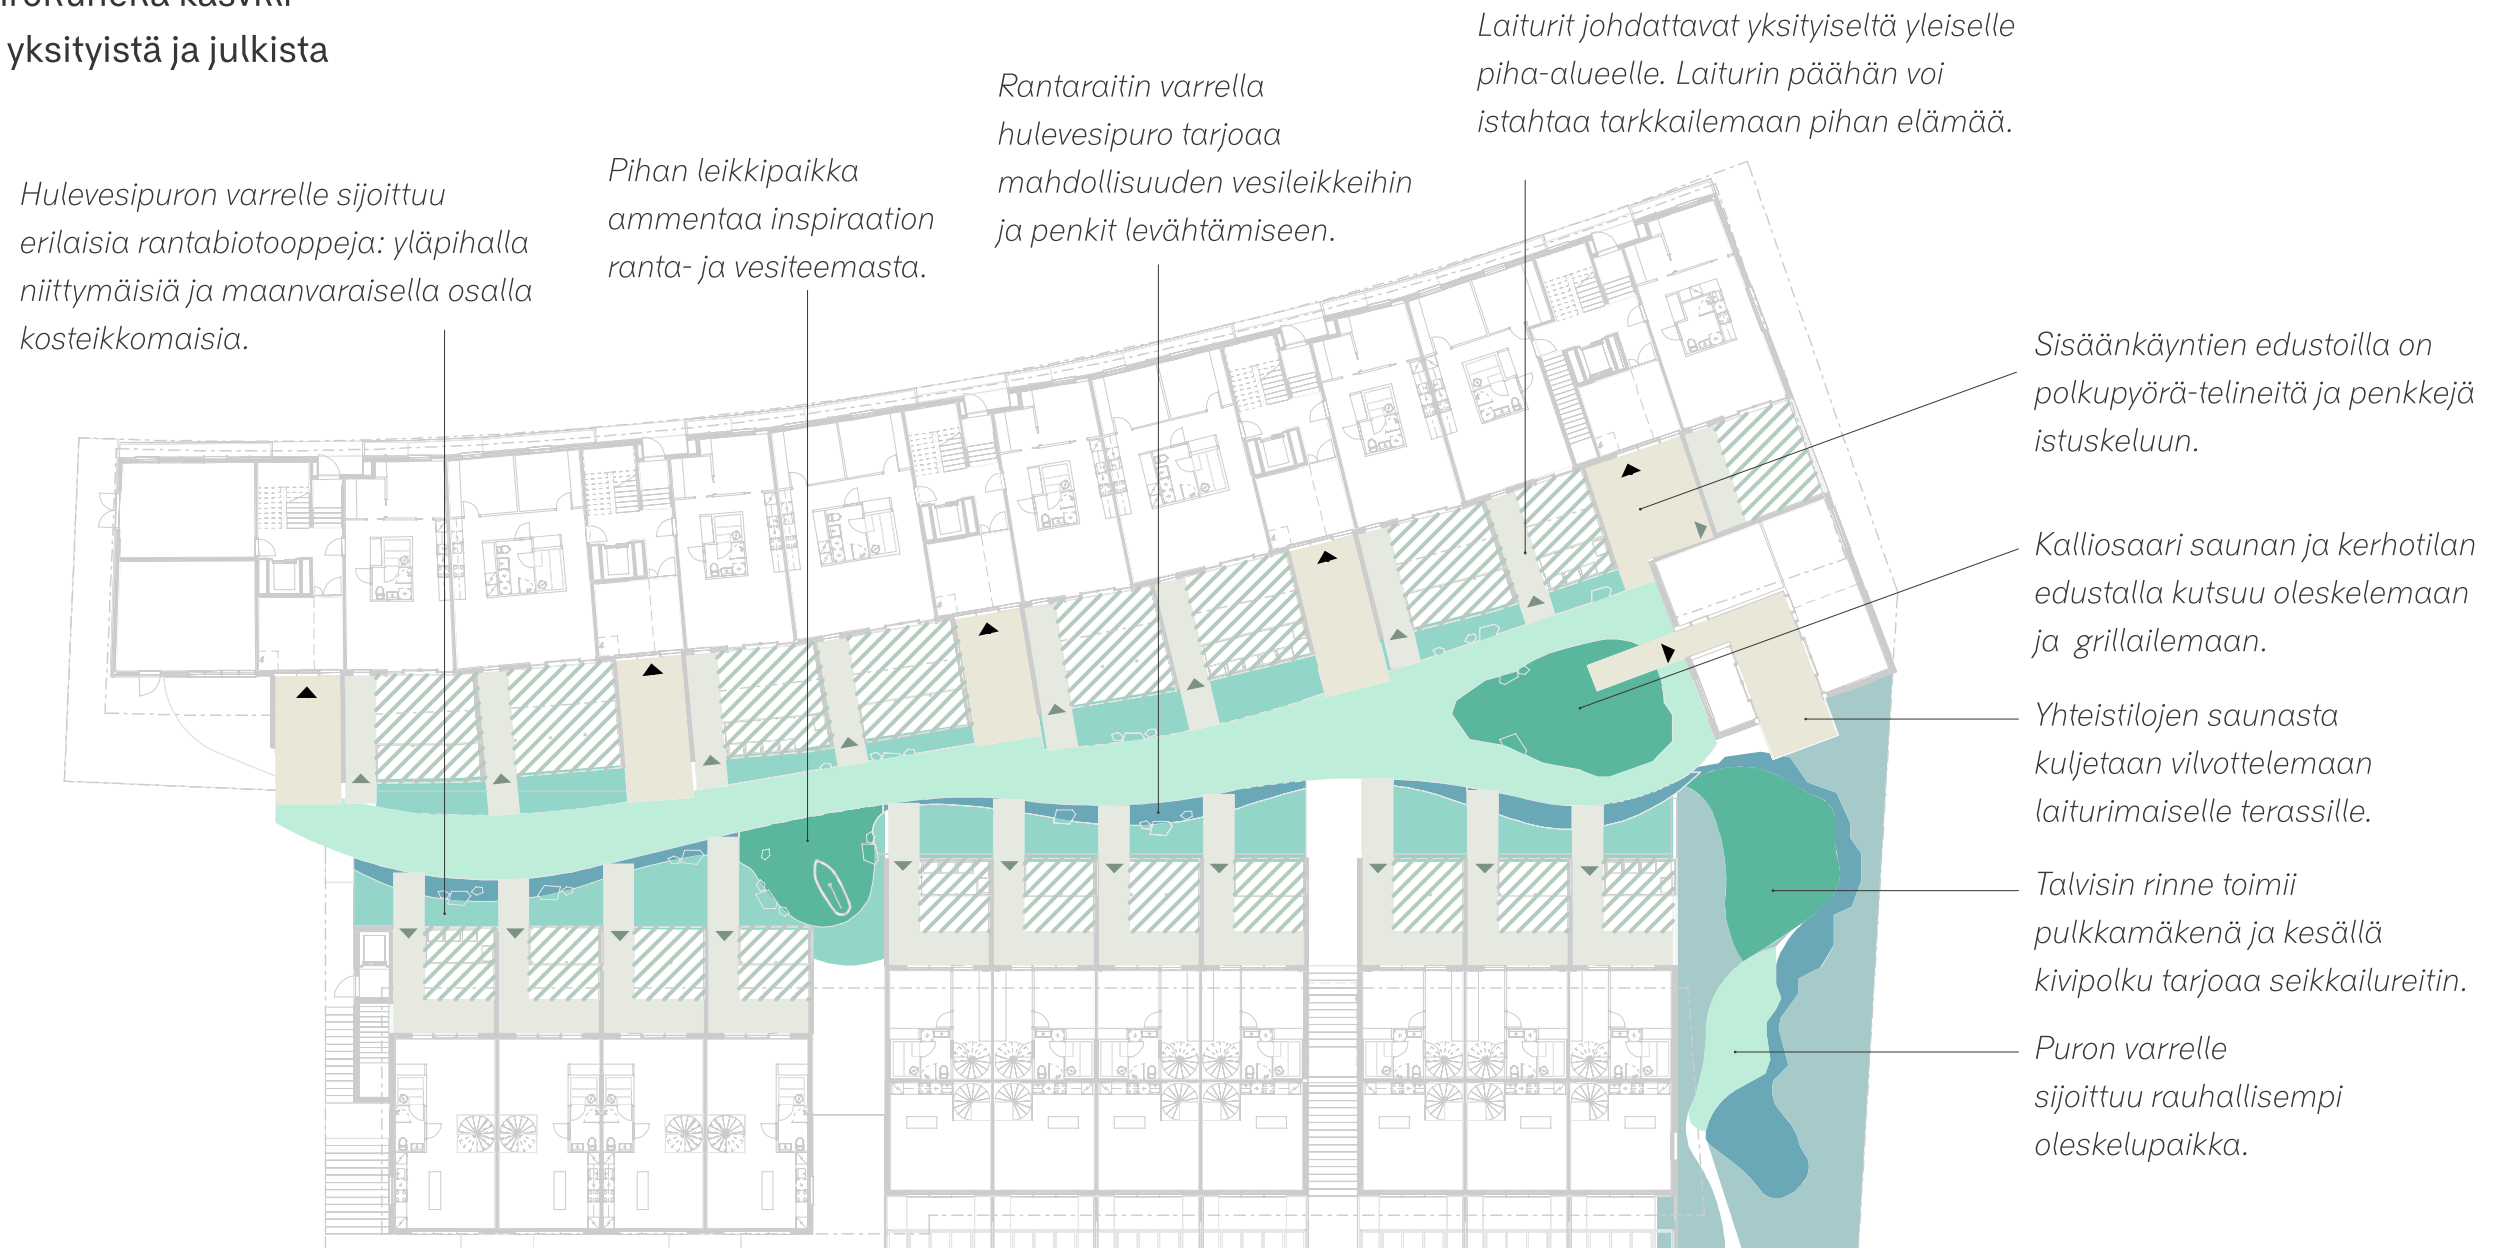 yksityistä ja julkista
Laiturit johdattavat yksityiseltä yleiselle
piha-alueelle. Laiturin päähän voi
istahtaa tarkkailemaan pihan elämää.
Rantaraitin varrella
hulevesipuro tarjoaa
mahdollisuuden vesileikkeihin
ja penkit levähtämiseen.
Pihan leikkipaikka
ammentaa inspiraation
ranta- ja vesiteemasta.
Hulevesipuron varrelle sijoittuu
erilaisia rantabiotooppeja: yläpihalla
niittymäisiä ja maanvaraisella osalla
kosteikkomaisia.
Sisäänkäyntien edustoilla on
polkupyörä-telineitä ja penkkejä
istuskeluun.
Kalliosaari saunan ja kerhotilan
edustalla kutsuu oleskelemaan
ja  grillailemaan.
Yhteistilojen saunasta
kuljetaan vilvottelemaan
laiturimaiselle terassille.
Talvisin rinne toimii
pulkkamäkenä ja kesällä
kivipolku tarjoaa seikkailureitin.
Puron varrelle
sijoittuu rauhallisempi
oleskelupaikka.